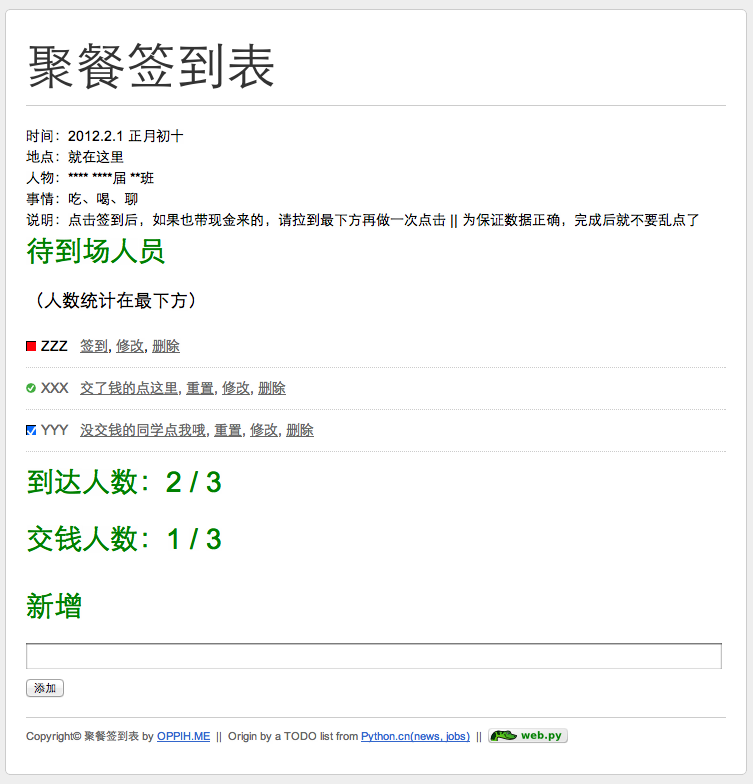 聚餐签到表
时间：2012.2.1 正月初十
地点：就在这里
人物：**** ****届 **班
事情：吃、喝、聊
说明：点击签到后，如果也带现金来的，请拉到最下方再做一次点击 || 为保证数据正确，完成后就不要乱点了
待到场人员
（人数统计在最下方）
ZZZ 签到, 修改, 删除
XXX 交了钱的点这里, 重置, 修改, 删除
YYY 没交钱的同学点我哦, 重置, 修改, 删除
到达人数：2 / 3
交钱人数：1 / 3
新增
添加
Copyright© 聚餐签到表 by OPPIH.ME || Origin by a TODO list from Python.cn(news, jobs) || web.py